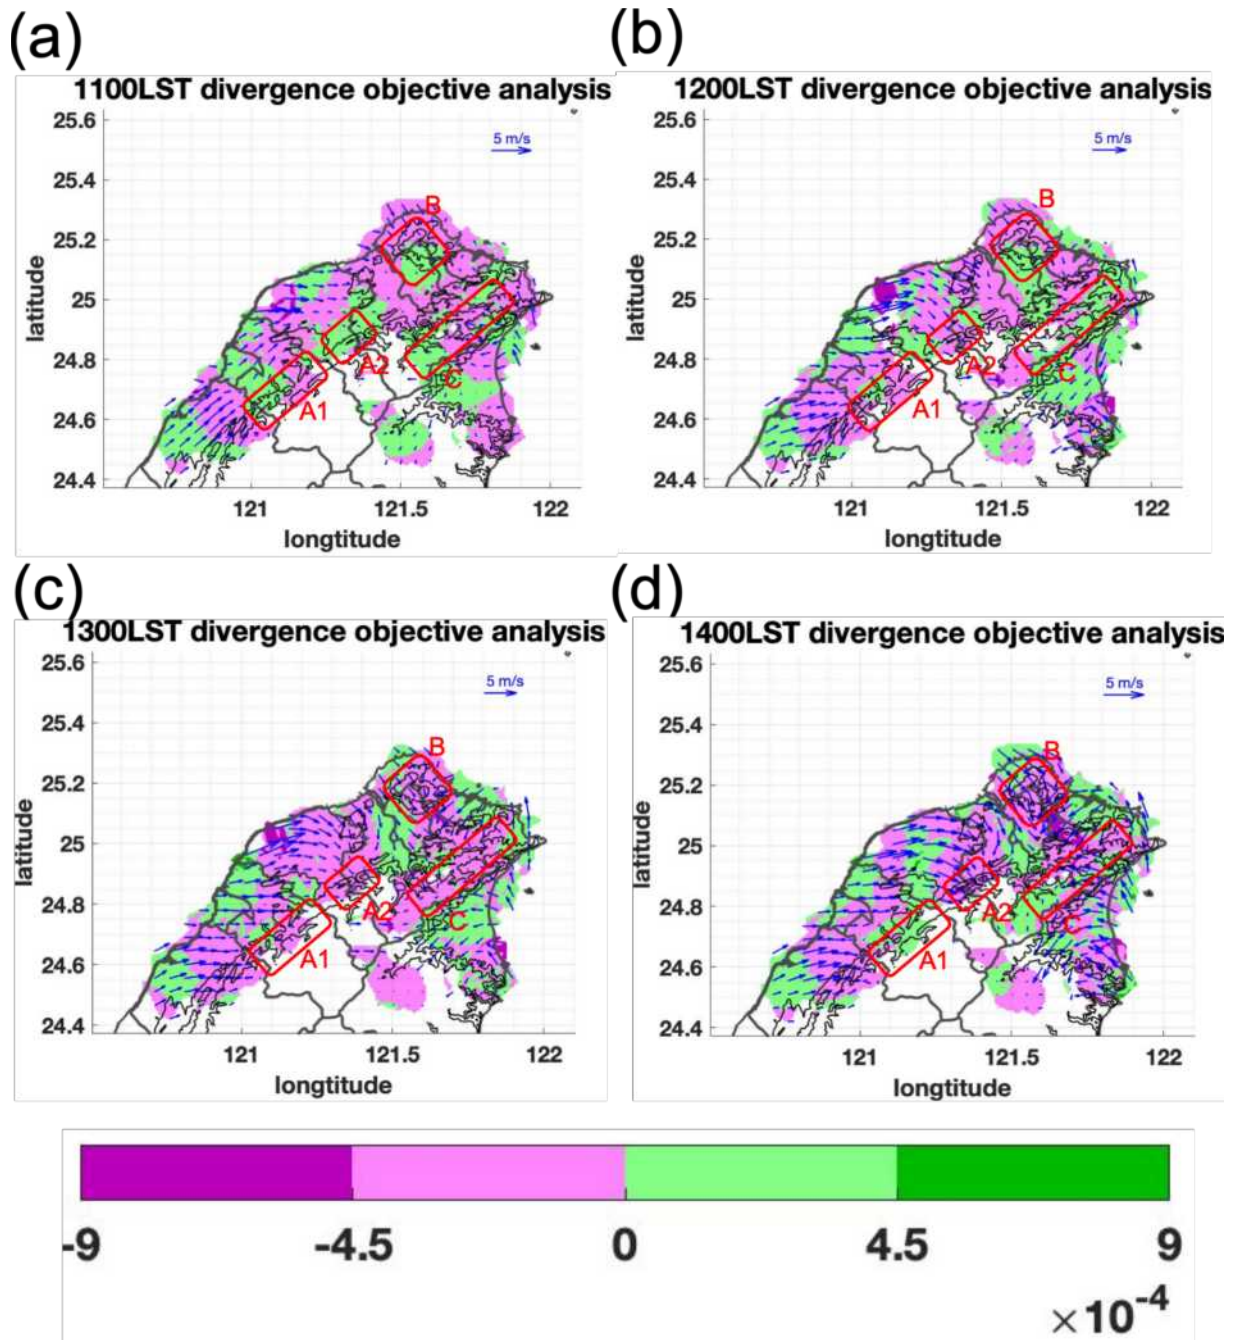 (a)
1100LST divergence objective analysis
5 m/s
25.6
25.4
25.2
25
24.8
24.6
24.4
latitude
B
A2
C
A1
121
121.5
122
longtitude
(b)
1200LST divergence objective analysis
5 m/s
25.6
25.4
25.2
25
24.8
24.6
24.4
latitude
B
A2
C
A1
121
121.5
122
longtitude
(c)
1300LST divergence objective analysis
5 m/s
25.6
25.4
25.2
25
24.8
24.6
24.4
latitude
B
A2
C
A1
121
121.5
122
longtitude
(d)
1400LST divergence objective analysis
5 m/s
25.6
25.4
25.2
25
24.8
24.6
24.4
latitude
B
A2
C
A1
121
121.5
122
longtitude
-9
-4.5
0
4.5
9
×10⁻⁴